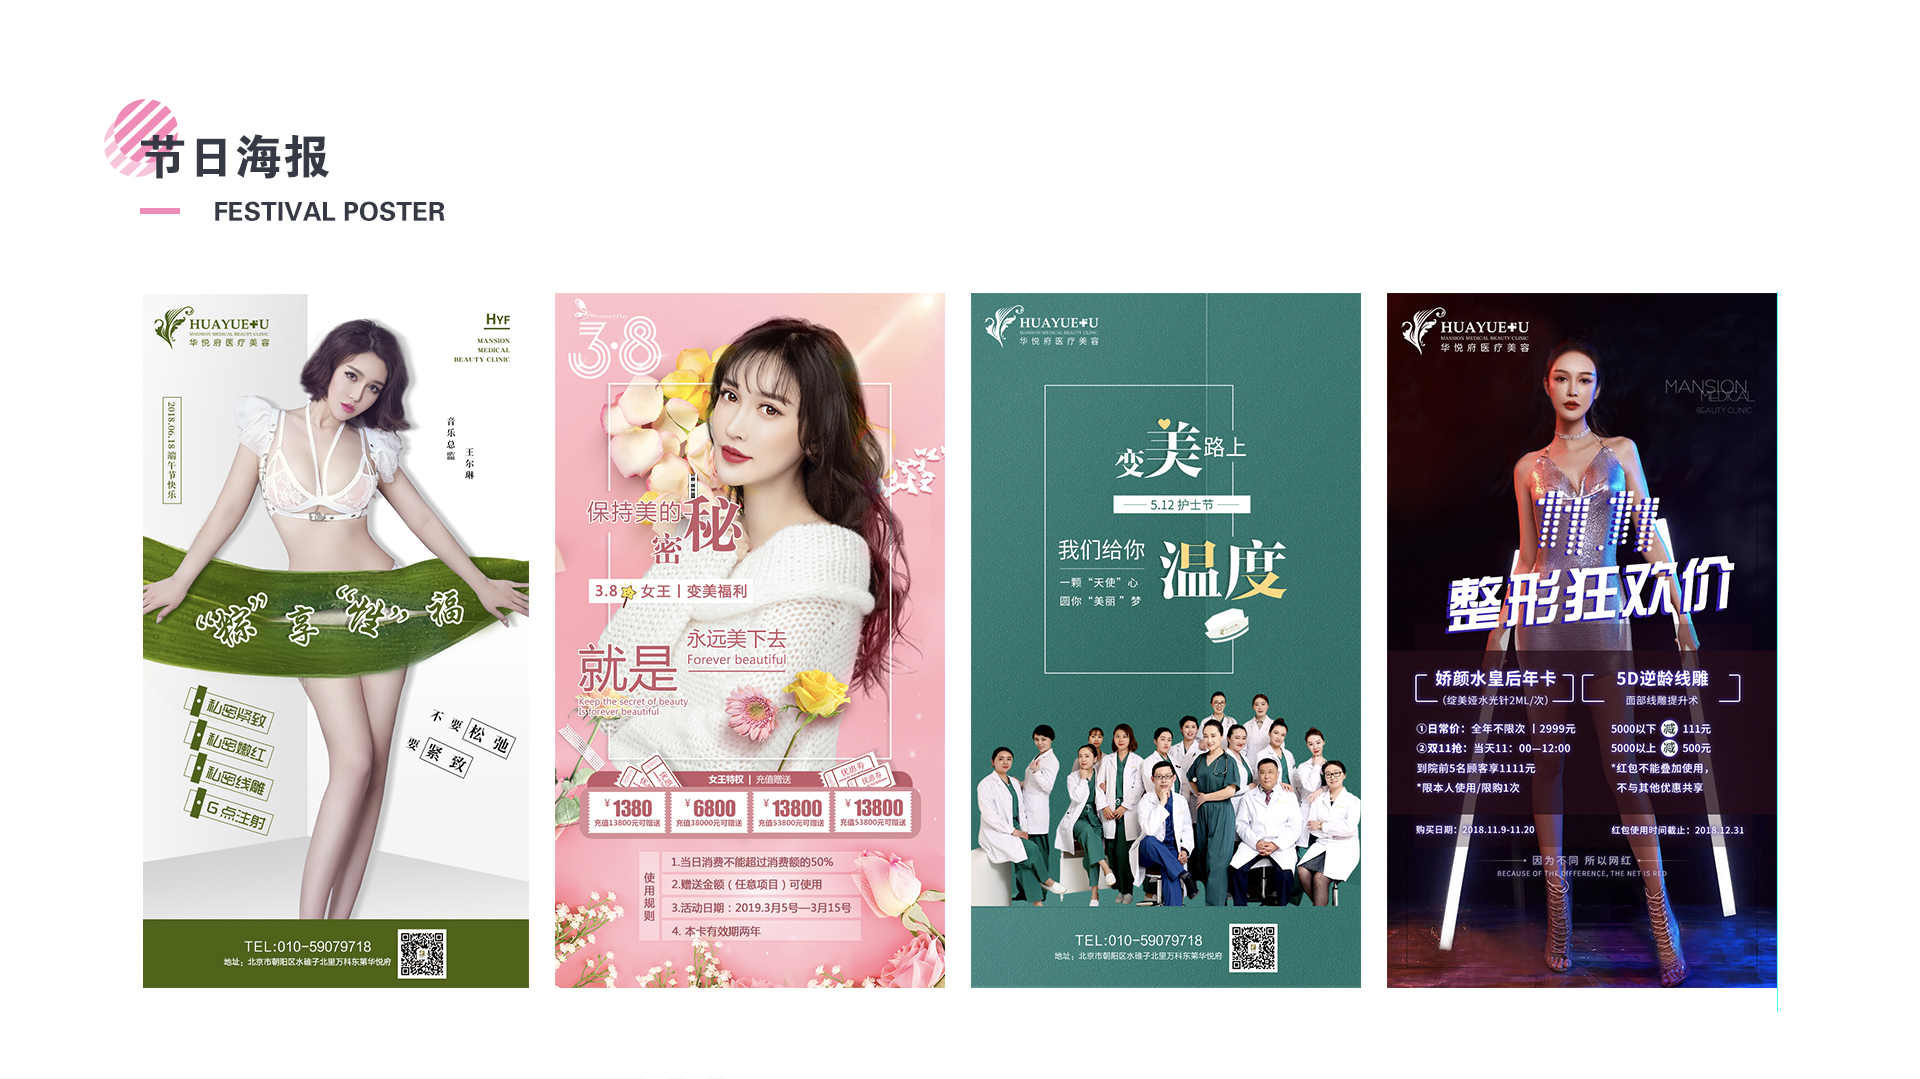 节日海报
FESTIVAL POSTER
HUAYUE+U
MANSION MEDICAL BEAUTY CLINIC
华悦府医疗美容
HYF
MANSION
MEDICAL
BEAUTY CLINIC
2018.06.18 端午节快乐
音乐总监
王尔琳
“粽”享“性”福
私密紧致
私密嫩红
私密线雕
G点注射
不要松弛
要紧致
TEL:010-59079718
地址：北京市朝阳区水碓子北里万科东第华悦府
3·8
Women's Day
保持美的秘密
3.8 女王丨变美福利
就是
永远美下去
Forever beautiful
Keep the secret of beauty
Is forever beautiful
女王特权丨充值赠送
优惠券
优惠券
¥1380
充值13800元可赠送
¥6800
充值38000元可赠送
¥13800
充值53800元可赠送
¥13800
充值53800元可赠送
使用规则
1.当日消费不能超过消费额的50%
2.赠送金额（任意项目）可使用
3.活动日期：2019.3月5号—3月15号
4. 本卡有效期两年
HUAYUE+U
MANSION MEDICAL BEAUTY CLINIC
华悦府医疗美容
变美路上
5.12 护士节
我们给你温度
一颗“天使”心
圆你“美丽”梦
TEL:010-59079718
地址：北京市朝阳区水碓子北里万科东第华悦府
HUAYUE+U
MANSION MEDICAL BEAUTY CLINIC
华悦府医疗美容
MANSION
MEDICAL
BEAUTY CLINIC
11.11
整形狂欢价
娇颜水皇后年卡
（绽美娅水光针2ML/次）
①日常价：全年不限次丨2999元
②双11抢：当天11：00—12:00
到院前5名顾客享1111元
*限本人使用/限购1次
5D逆龄线雕
面部线雕提升术
5000以下 减 111元
5000以上 减 500元
*红包不能叠加使用，
不与其他优惠共享
购买日期：2018.11.9-11.20
红包使用时间截止：2018.12.31
因为不同 所以网红
BECAUSE OF THE DIFFERENCE, THE NET IS RED